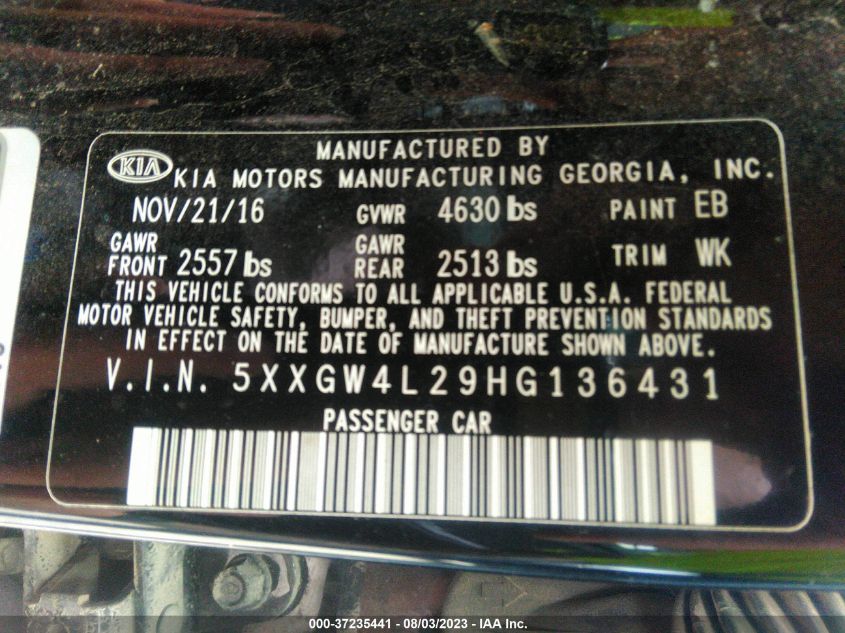 MANUFACTURED BY
KIA KIA MOTORS MANUFACTURING GEORGIA, INC.
NOV/21/16 GVWR 4630 lbs PAINT EB
GAWR FRONT 2557 lbs GAWR REAR 2513 lbs TRIM WK
THIS VEHICLE CONFORMS TO ALL APPLICABLE U.S.A. FEDERAL
MOTOR VEHICLE SAFETY, BUMPER, AND THEFT PREVENTION STANDARDS
IN EFFECT ON THE DATE OF MANUFACTURE SHOWN ABOVE.
V.I.N. 5XXGW4L29HG136431
PASSENGER CAR
000-37235441 - 08/03/2023 - IAA Inc.